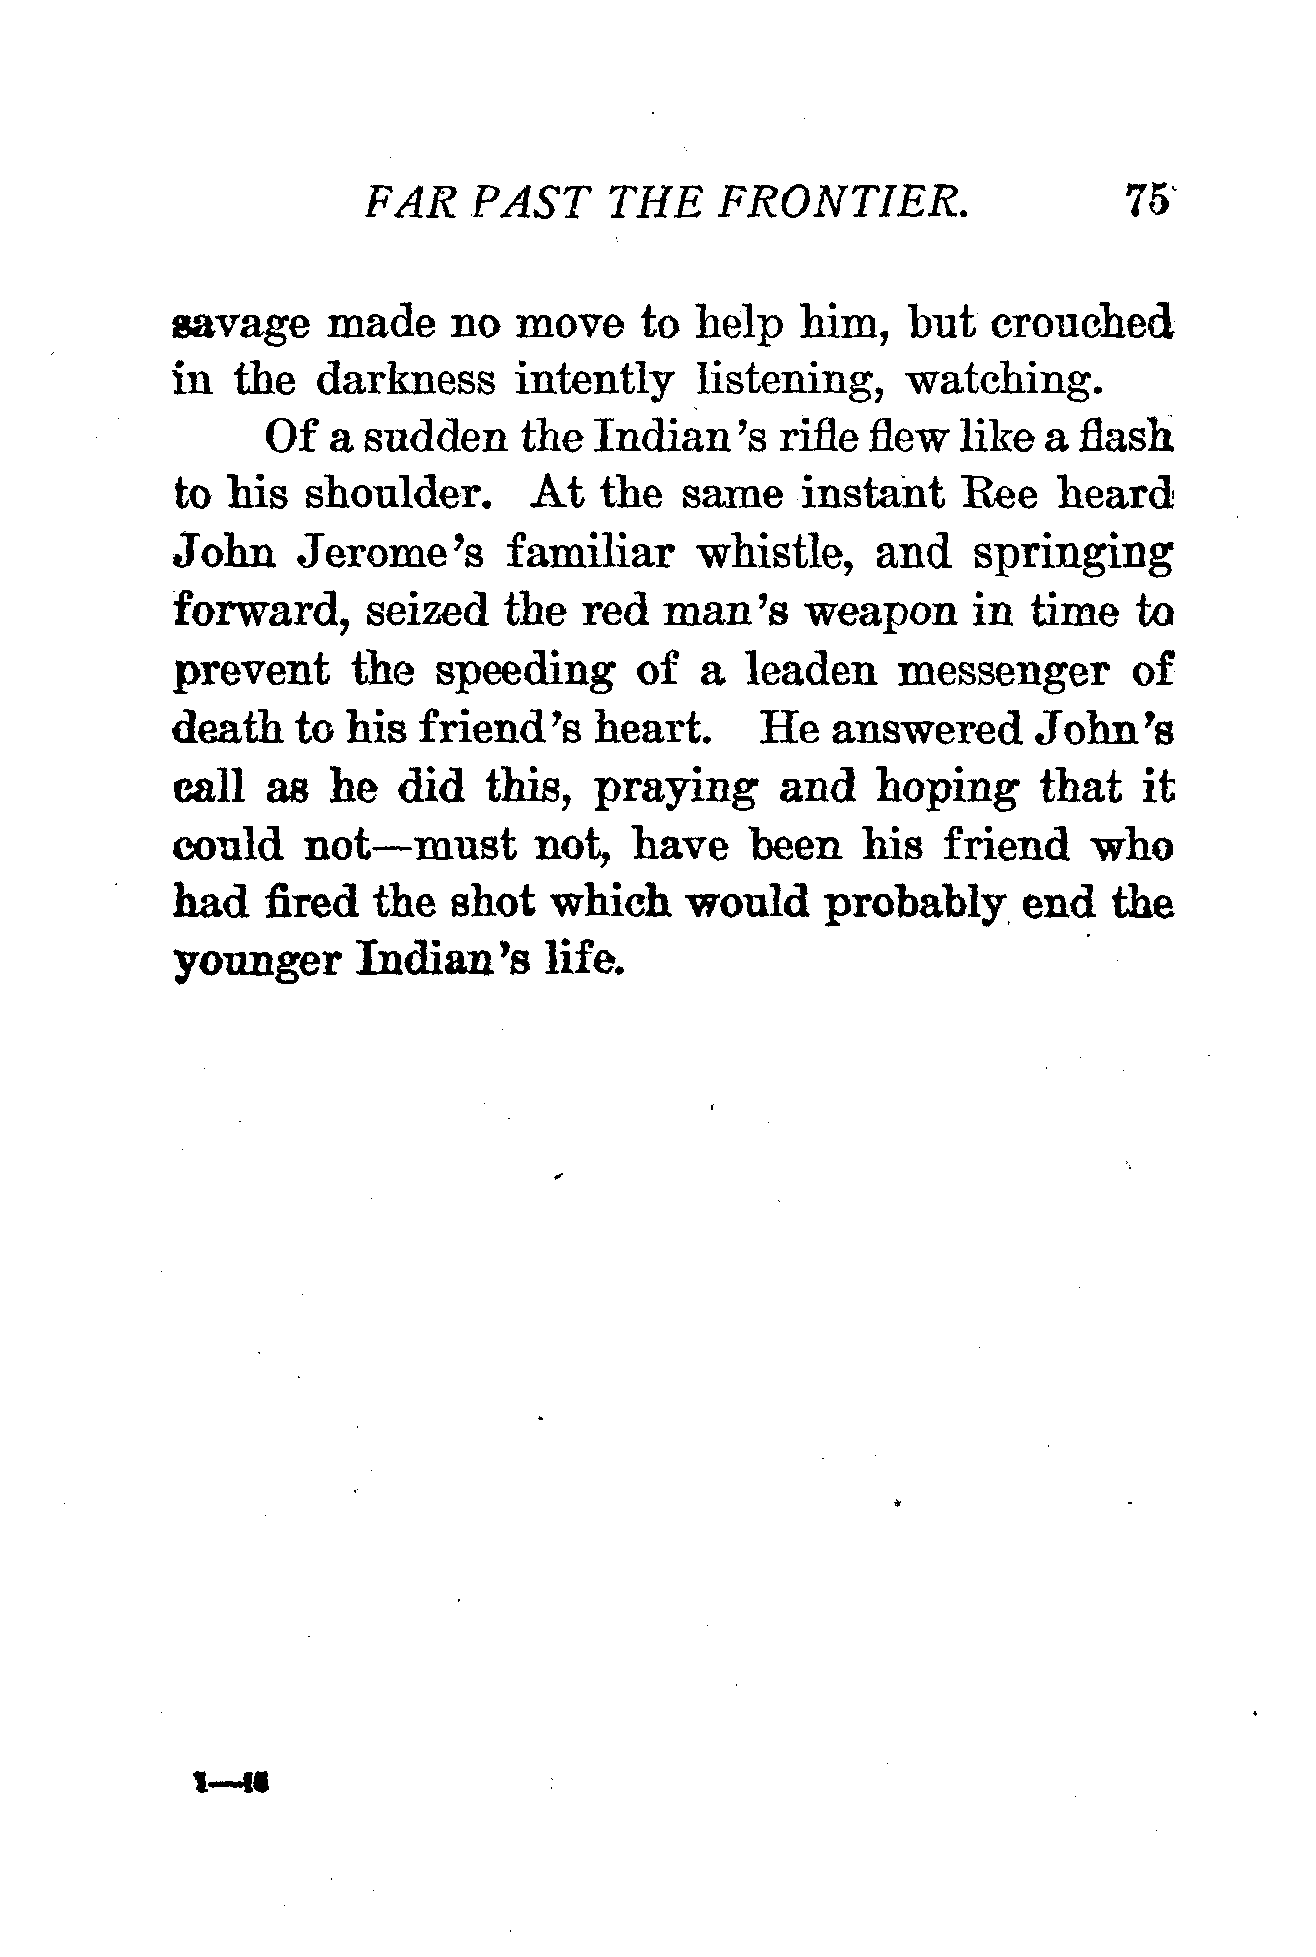 FAR PAST THE FRONTIER. 75
savage made no move to help him, but crouched
in the darkness intently listening, watching.
Of a sudden the Indian's rifle flew like a flash
to his shoulder. At the same instant Ree heard
John Jerome's familiar whistle, and springing
forward, seized the red man's weapon in time to
prevent the speeding of a leaden messenger of
death to his friend's heart. He answered John's
call as he did this, praying and hoping that it
could not—must not, have been his friend who
had fired the shot which would probably end the
younger Indian's life.